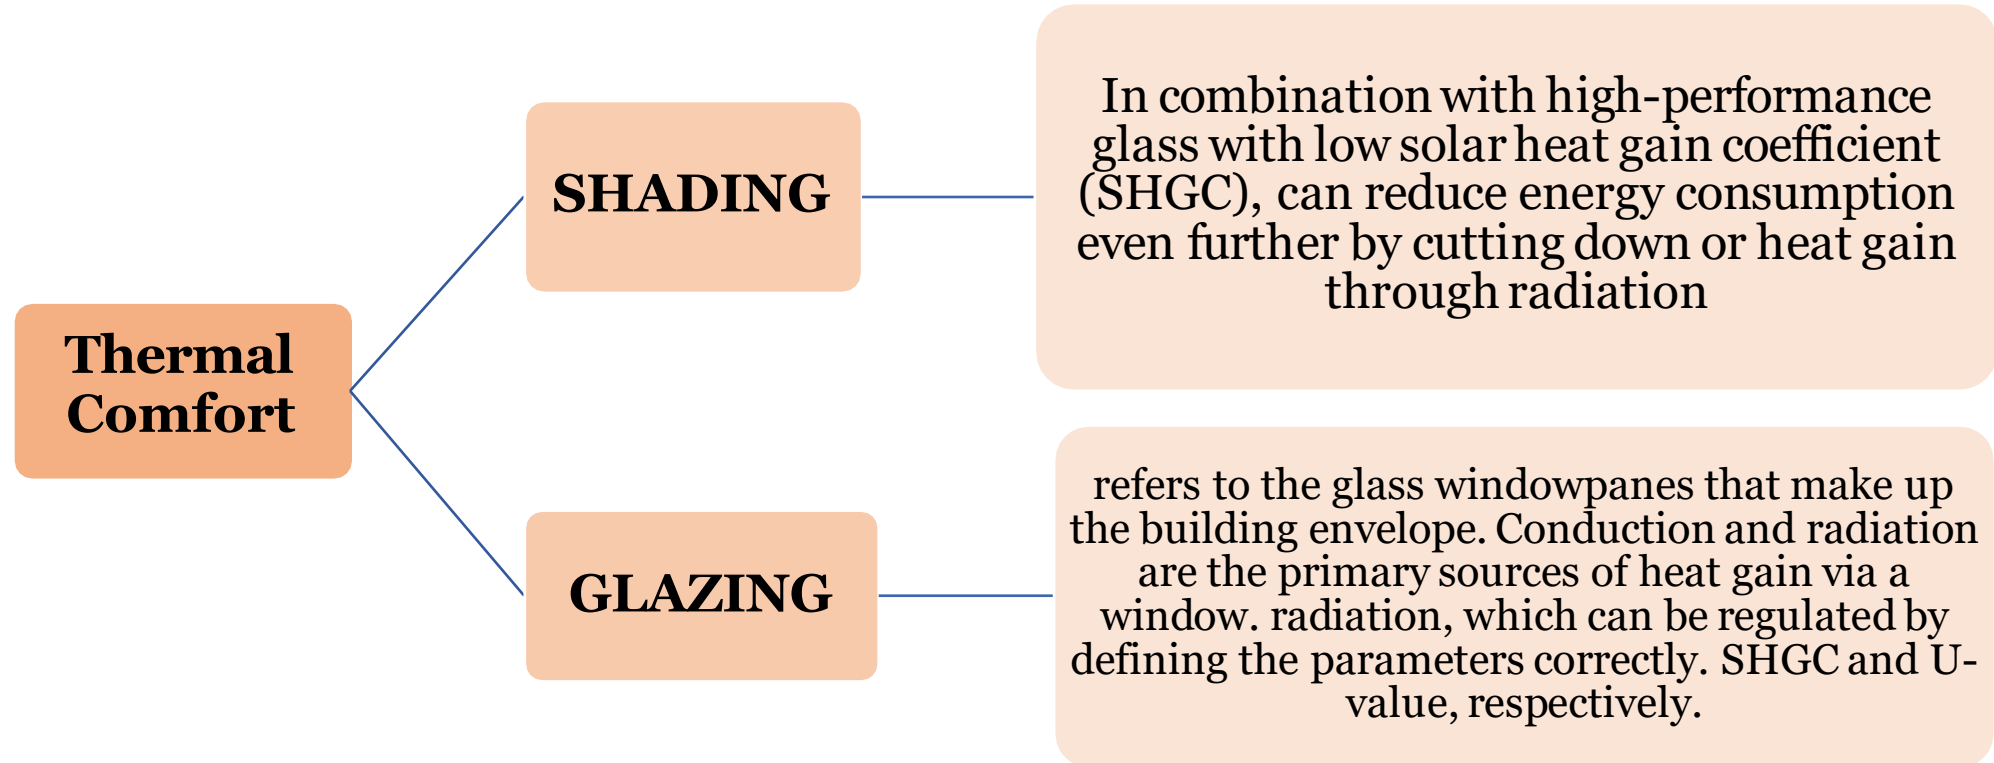 Thermal
Comfort
SHADING
In combination with high-performance
glass with low solar heat gain coefficient
(SHGC), can reduce energy consumption
even further by cutting down or heat gain
through radiation
GLAZING
refers to the glass windowpanes that make up
the building envelope. Conduction and radiation
are the primary sources of heat gain via a
window. radiation, which can be regulated by
defining the parameters correctly. SHGC and U-
value, respectively.